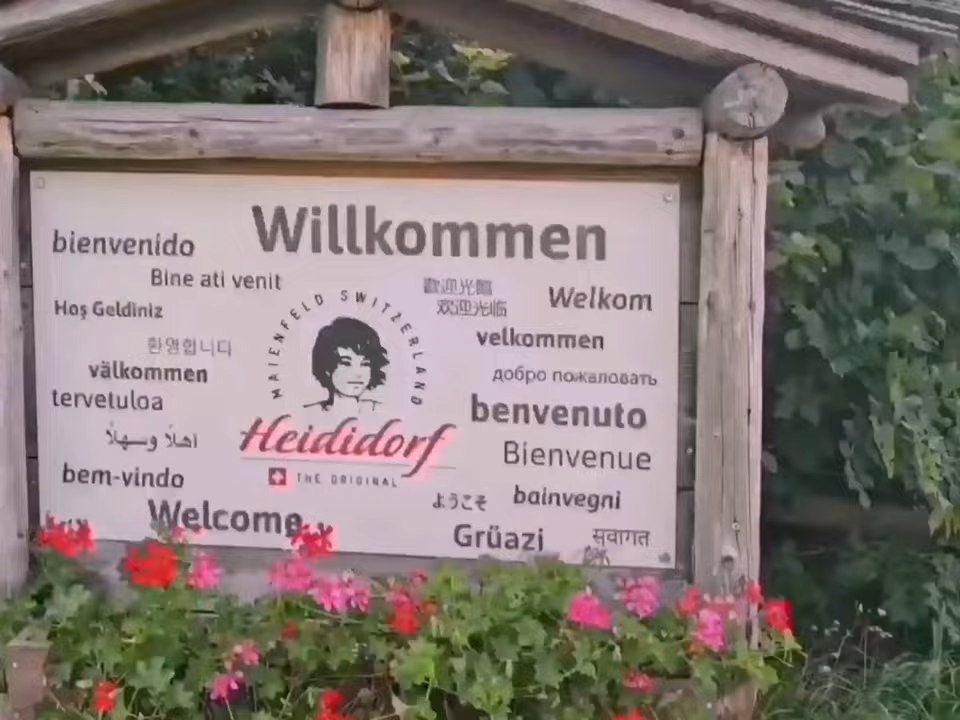 Willkommen
bienvenido
Bine ati venit
歡迎光臨
欢迎光临
Welkom
Hoş Geldiniz
velkommen
환영합니다
MAIENFELD SWITZERLAND
välkommen
добро пожаловать
tervetuloa
benvenuto
اهلاً وسهلاً
Heididorf
Bienvenue
bem-vindo
THE ORIGINAL
ようこそ
bainvegni
Welcome
Grüazi
स्वागत